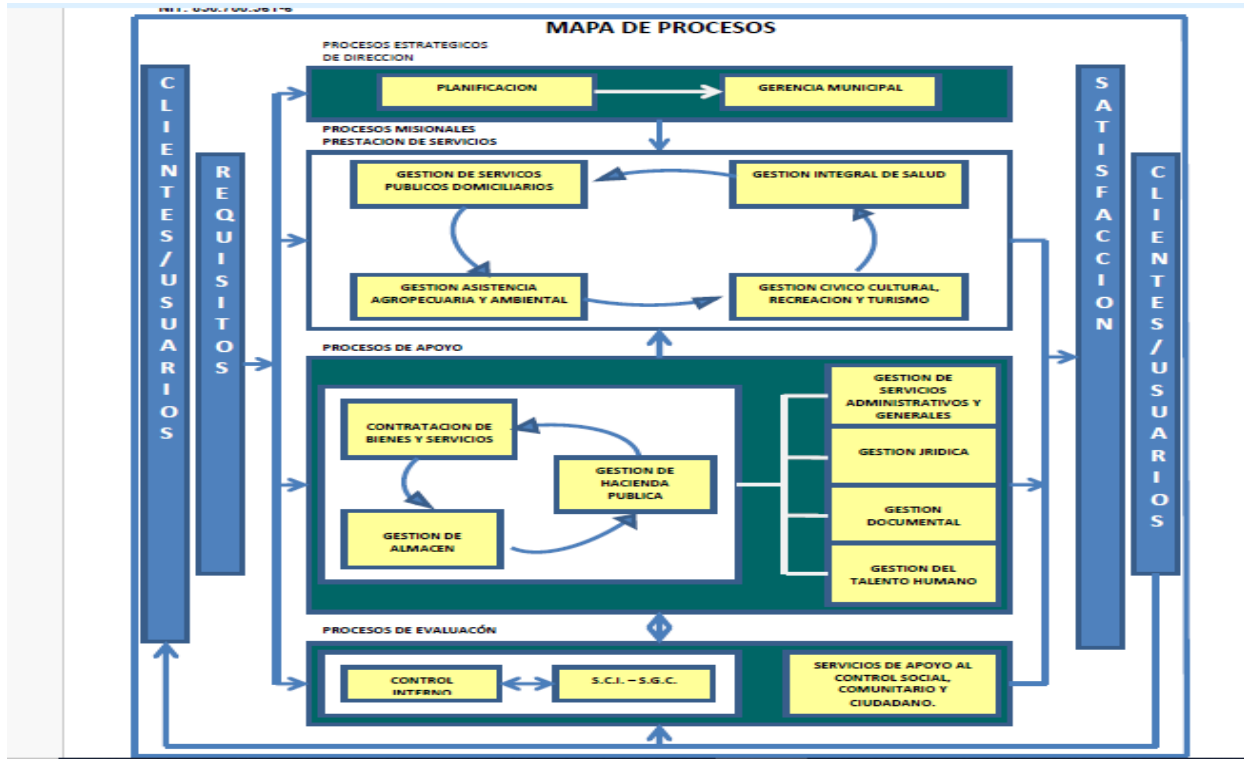 MAPA DE PROCESOS
PROCESOS ESTRATEGICOS
DE DIRECCION
PLANIFICACION
GERENCIA MUNICIPAL
CLIENTES/USUARIOS
REQUISITOS
PROCESOS MISIONALES
PRESTACION DE SERVICIOS
GESTION DE SERVICOS
PUBLICOS DOMICILIARIOS
GESTION INTEGRAL DE SALUD
GESTION ASISTENCIA
AGROPECUARIA Y AMBIENTAL
GESTION CIVICO CULTURAL,
RECREACION Y TURISMO
PROCESOS DE APOYO
CONTRATACION DE
BIENES Y SERVICIOS
GESTION DE
HACIENDA
PUBLICA
GESTION DE
ALMACEN
GESTION DE
SERVICIOS
ADMINISTRATIVOS Y
GENERALES
GESTION JRIDICA
GESTION
DOCUMENTAL
GESTION DEL
TALENTO HUMANO
PROCESOS DE EVALUACÓN
CONTROL
INTERNO
S.C.I. – S.G.C.
SERVICIOS DE APOYO AL
CONTROL SOCIAL,
COMUNITARIO Y
CIUDADANO.
SATISFACCION
CLIENTES/USUARIOS